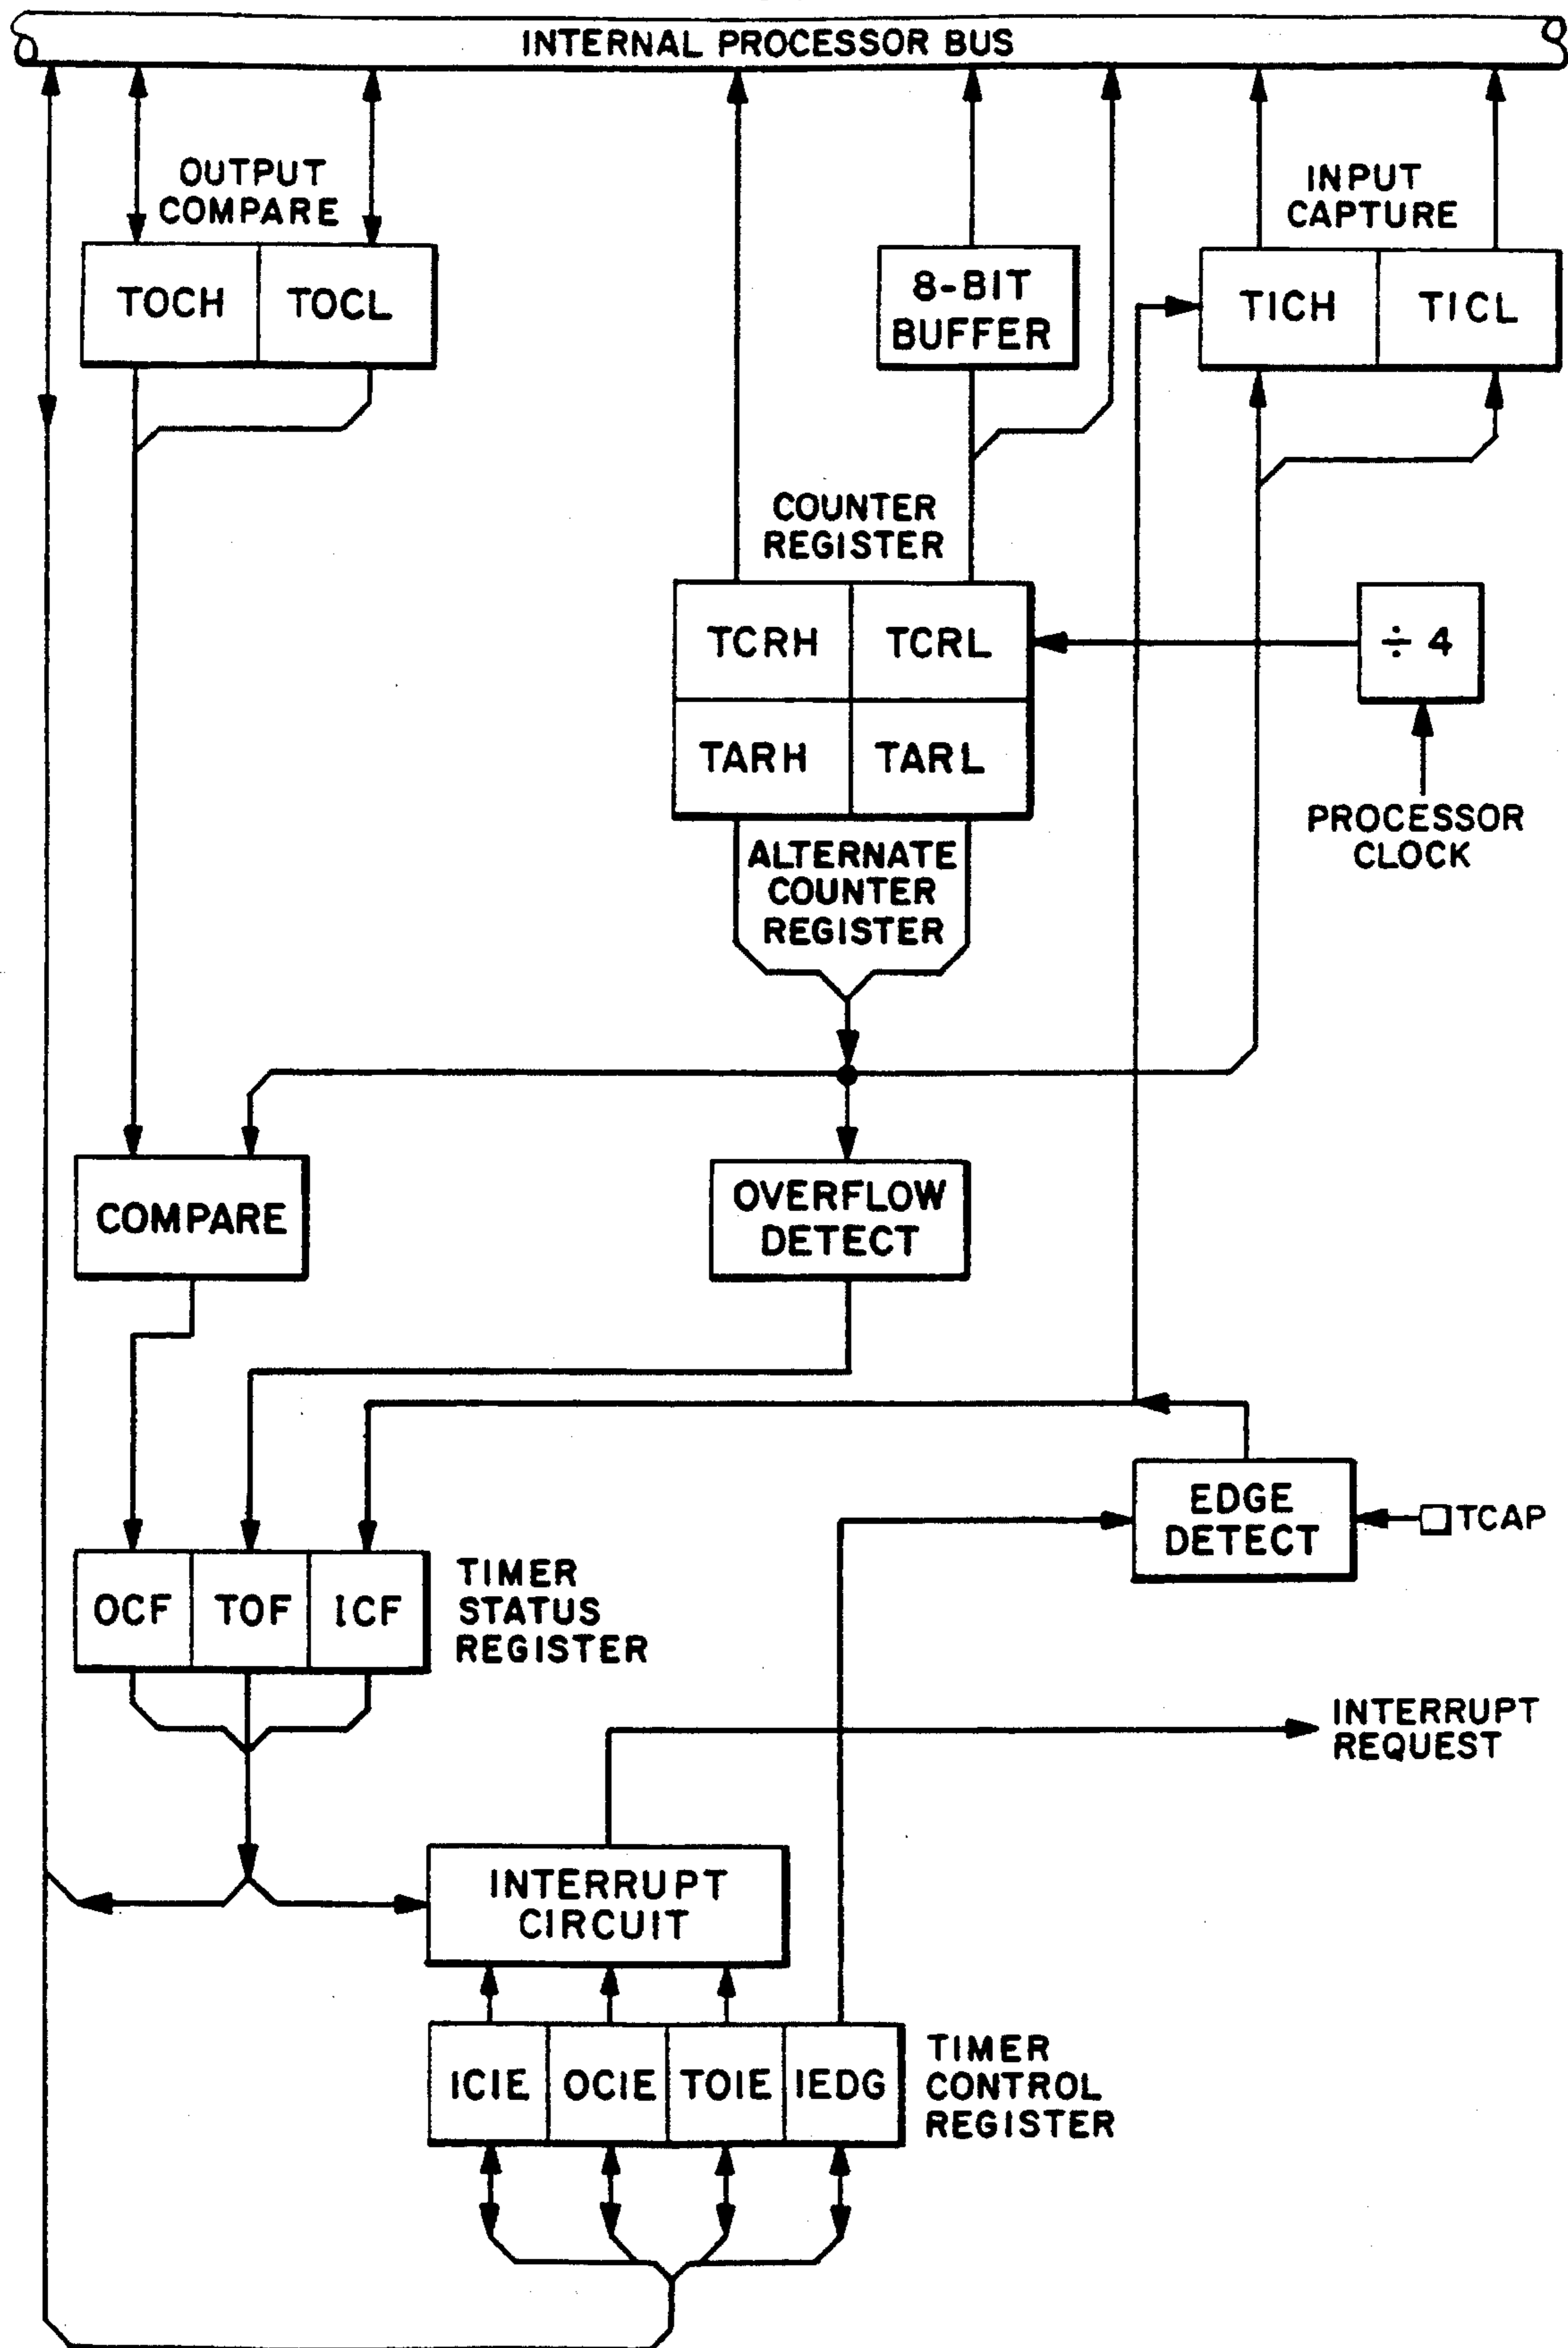 INTERNAL PROCESSOR BUS
OUTPUT
COMPARE
INPUT
CAPTURE
TOCH
TOCL
8-BIT
BUFFER
TICH
TICL
COUNTER
REGISTER
TCRH
TCRL
÷ 4
TARH
TARL
PROCESSOR
CLOCK
ALTERNATE
COUNTER
REGISTER
COMPARE
OVERFLOW
DETECT
EDGE
DETECT
TCAP
OCF
TOF
ICF
TIMER
STATUS
REGISTER
INTERRUPT
REQUEST
INTERRUPT
CIRCUIT
ICIE
OCIE
TOIE
IEDG
TIMER
CONTROL
REGISTER